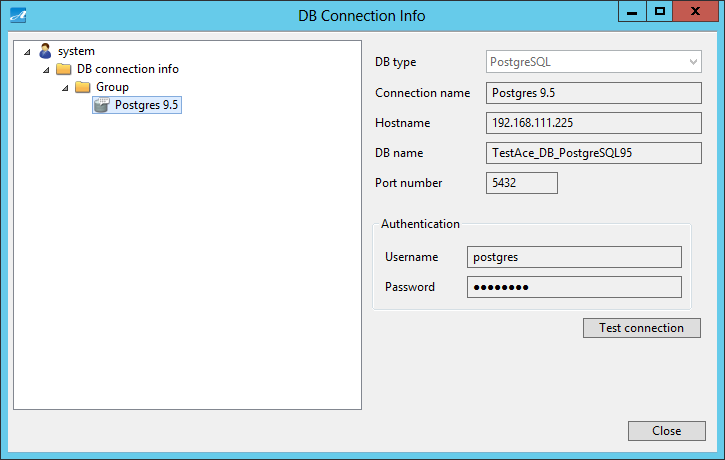 DB Connection Info
system
DB connection info
Group
Postgres 9.5
DB type PostgreSQL
Connection name Postgres 9.5
Hostname 192.168.111.225
DB name TestAce_DB_PostgreSQL95
Port number 5432
Authentication
Username postgres
Password ●●●●●●●●
Test connection
Close